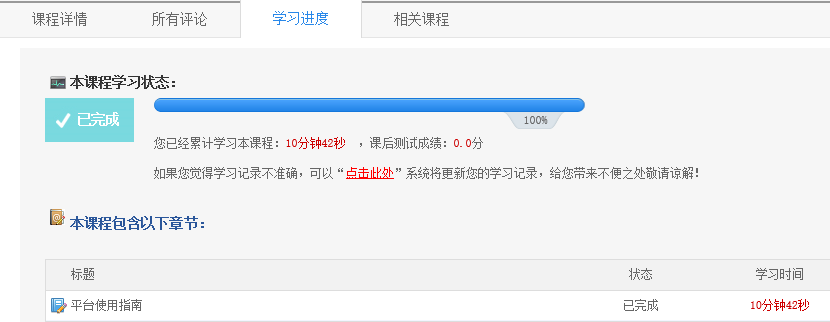 课程详情 所有评论 学习进度 相关课程
本课程学习状态：
已完成
100%
您已经累计学习本课程：10分钟42秒 ，课后测试成绩：0.0分
如果您觉得学习记录不准确，可以“点击此处”系统将更新您的学习记录，给您带来不便之处敬请谅解！
本课程包含以下章节：
标题 状态 学习时间
平台使用指南 已完成 10分钟42秒